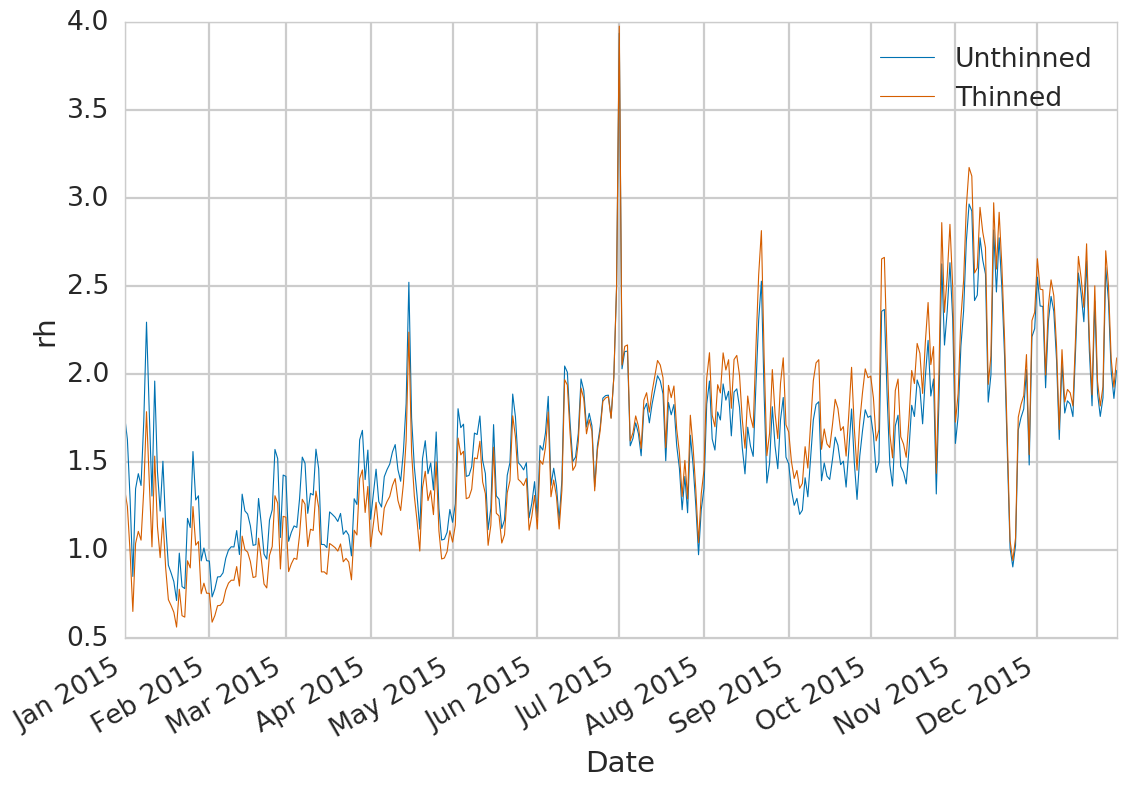 4.0
3.5
3.0
2.5
2.0
1.5
1.0
0.5
rh
Unthinned
Thinned
Jan 2015
Feb 2015
Mar 2015
Apr 2015
May 2015
Jun 2015
Jul 2015
Aug 2015
Sep 2015
Oct 2015
Nov 2015
Dec 2015
Date